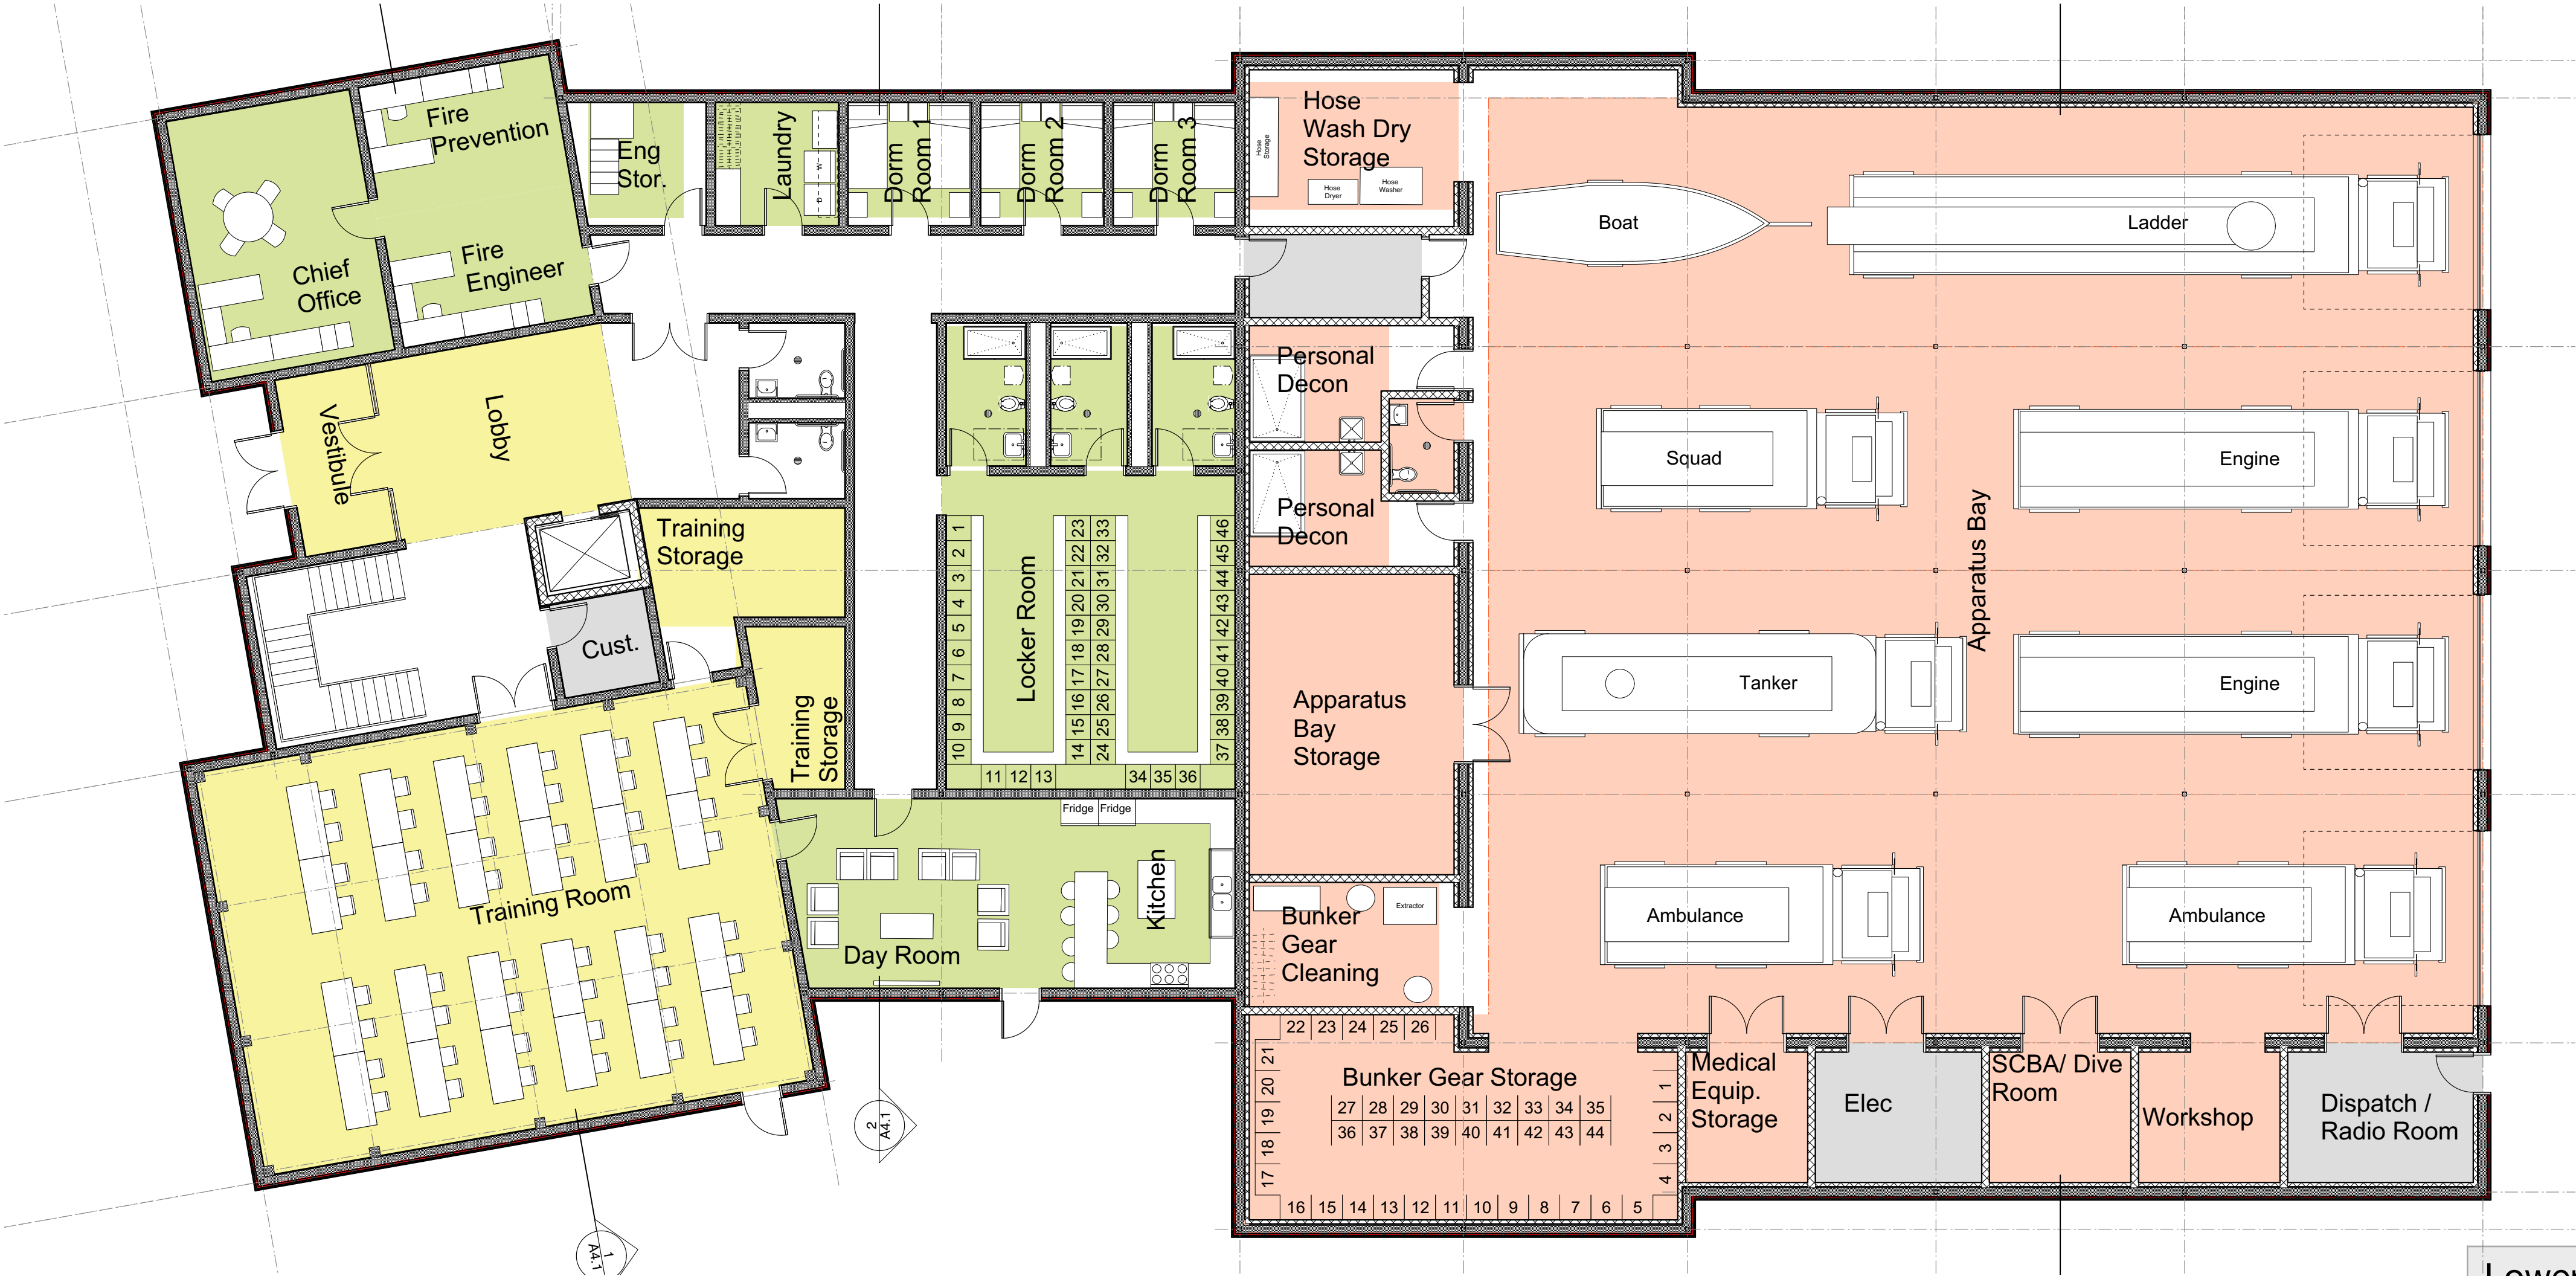 Fire
Prevention
Chief
Office
Fire
Engineer
Eng
Stor.
Laundry
W
D
Dorm
Room 1
Dorm
Room 2
Dorm
Room 3
Hose
Wash Dry
Storage
Hose
Storage
Hose
Dryer
Hose
Washer
Boat
Ladder
Vestibule
Lobby
Personal
Decon
Personal
Decon
Squad
Engine
Apparatus Bay
Training
Storage
Cust.
Training
Storage
Locker Room
1
2
3
4
5
6
7
8
9
10
11 12 13
23
22
21
20
19
18
17
16
15
14
33
32
31
30
29
28
27
26
25
24
34 35 36
46
45
44
43
42
41
40
39
38
37
Apparatus
Bay
Storage
Tanker
Engine
Training Room
Fridge Fridge
Day Room
Kitchen
Bunker
Gear
Cleaning
Extractor
Ambulance
Ambulance
22 23 24 25 26
21
20
19
18
17
Bunker Gear Storage
27 28 29 30 31 32 33 34 35
36 37 38 39 40 41 42 43 44
1
2
3
4
16 15 14 13 12 11 10 9 8 7 6 5
Medical
Equip.
Storage
Elec
SCBA/ Dive
Room
Workshop
Dispatch /
Radio Room
2
A4.1
1
A4.1